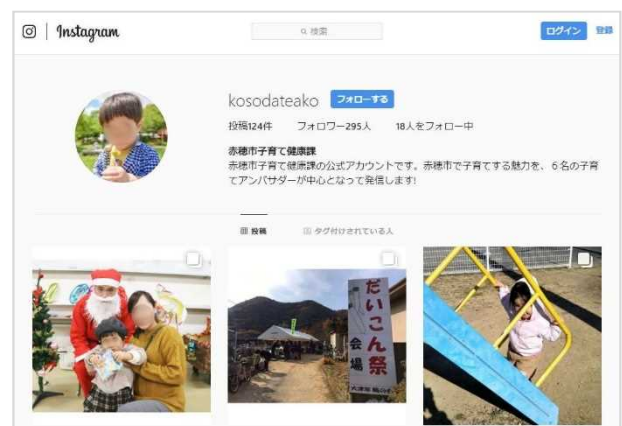 Instagram
検索
ログイン 登録
kosodateako フォローする
投稿124件 フォロワー295人 18人をフォロー中
赤穂市子育て健康課
赤穂市子育て健康課の公式アカウントです。赤穂市で子育てする魅力を、6名の子育
てアンバサダーが中心となって発信します!
投稿 タグ付けされている人
だいこん祭
会場